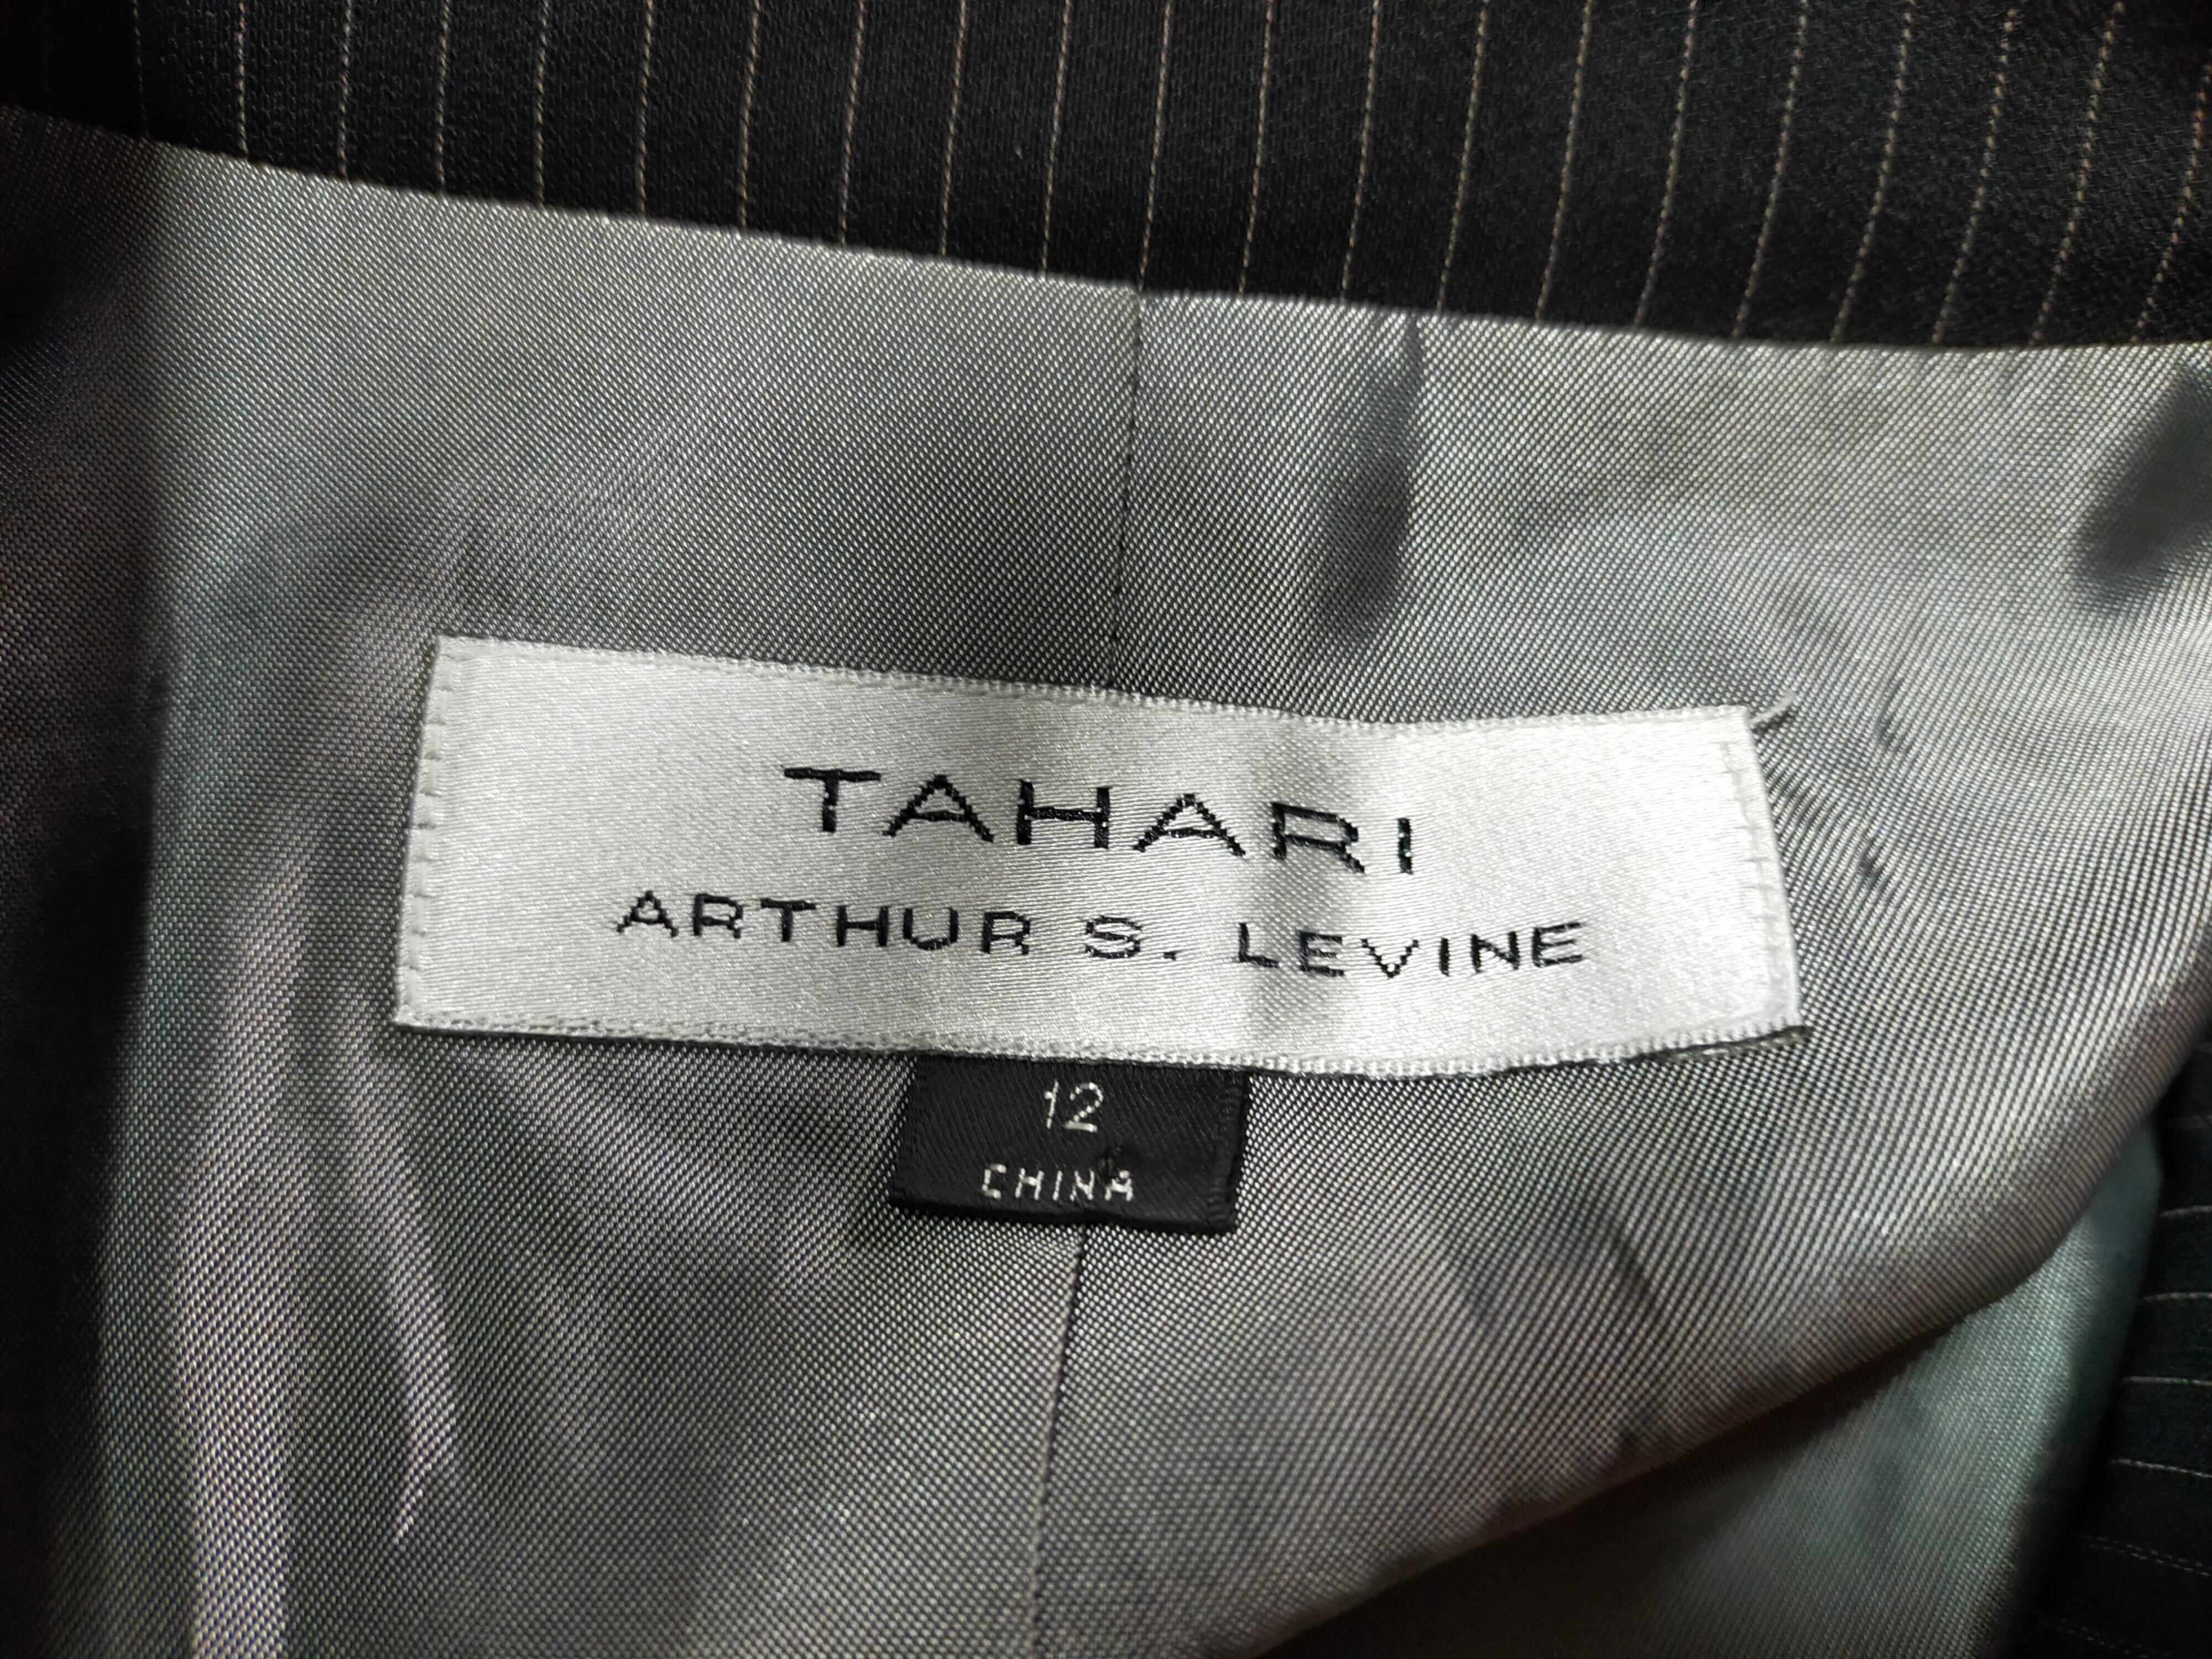 TAHARI
ARTHUR S. LEVINE
12
CHINA